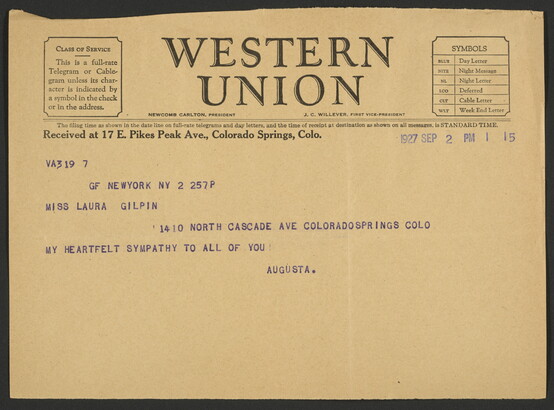 CLASS OF SERVICE
This is a full-rate
Telegram or Cable-
gram unless its char-
acter is indicated by
a symbol in the check
or in the address.
WESTERN
UNION
NEWCOMB CARLTON, PRESIDENT
J. C. WILLEVER, FIRST VICE-PRESIDENT
SYMBOLS
BLUE Day Letter
NITE Night Message
NL Night Letter
LCO Deferred
CLT Cable Letter
WLT Week End Letter
The filing time as shown in the date line on full-rate telegrams and day letters, and the time of receipt at destination as shown on all messages, is STANDARD TIME.
Received at 17 E. Pikes Peak Ave., Colorado Springs, Colo.
1927 SEP 2 PM 1 15
VA319 7
GF NEWYORK NY 2 257P
MISS LAURA GILPIN
1410 NORTH CASCADE AVE COLORADOSPRINGS COLO
MY HEARTFELT SYMPATHY TO ALL OF YOU
AUGUSTA.